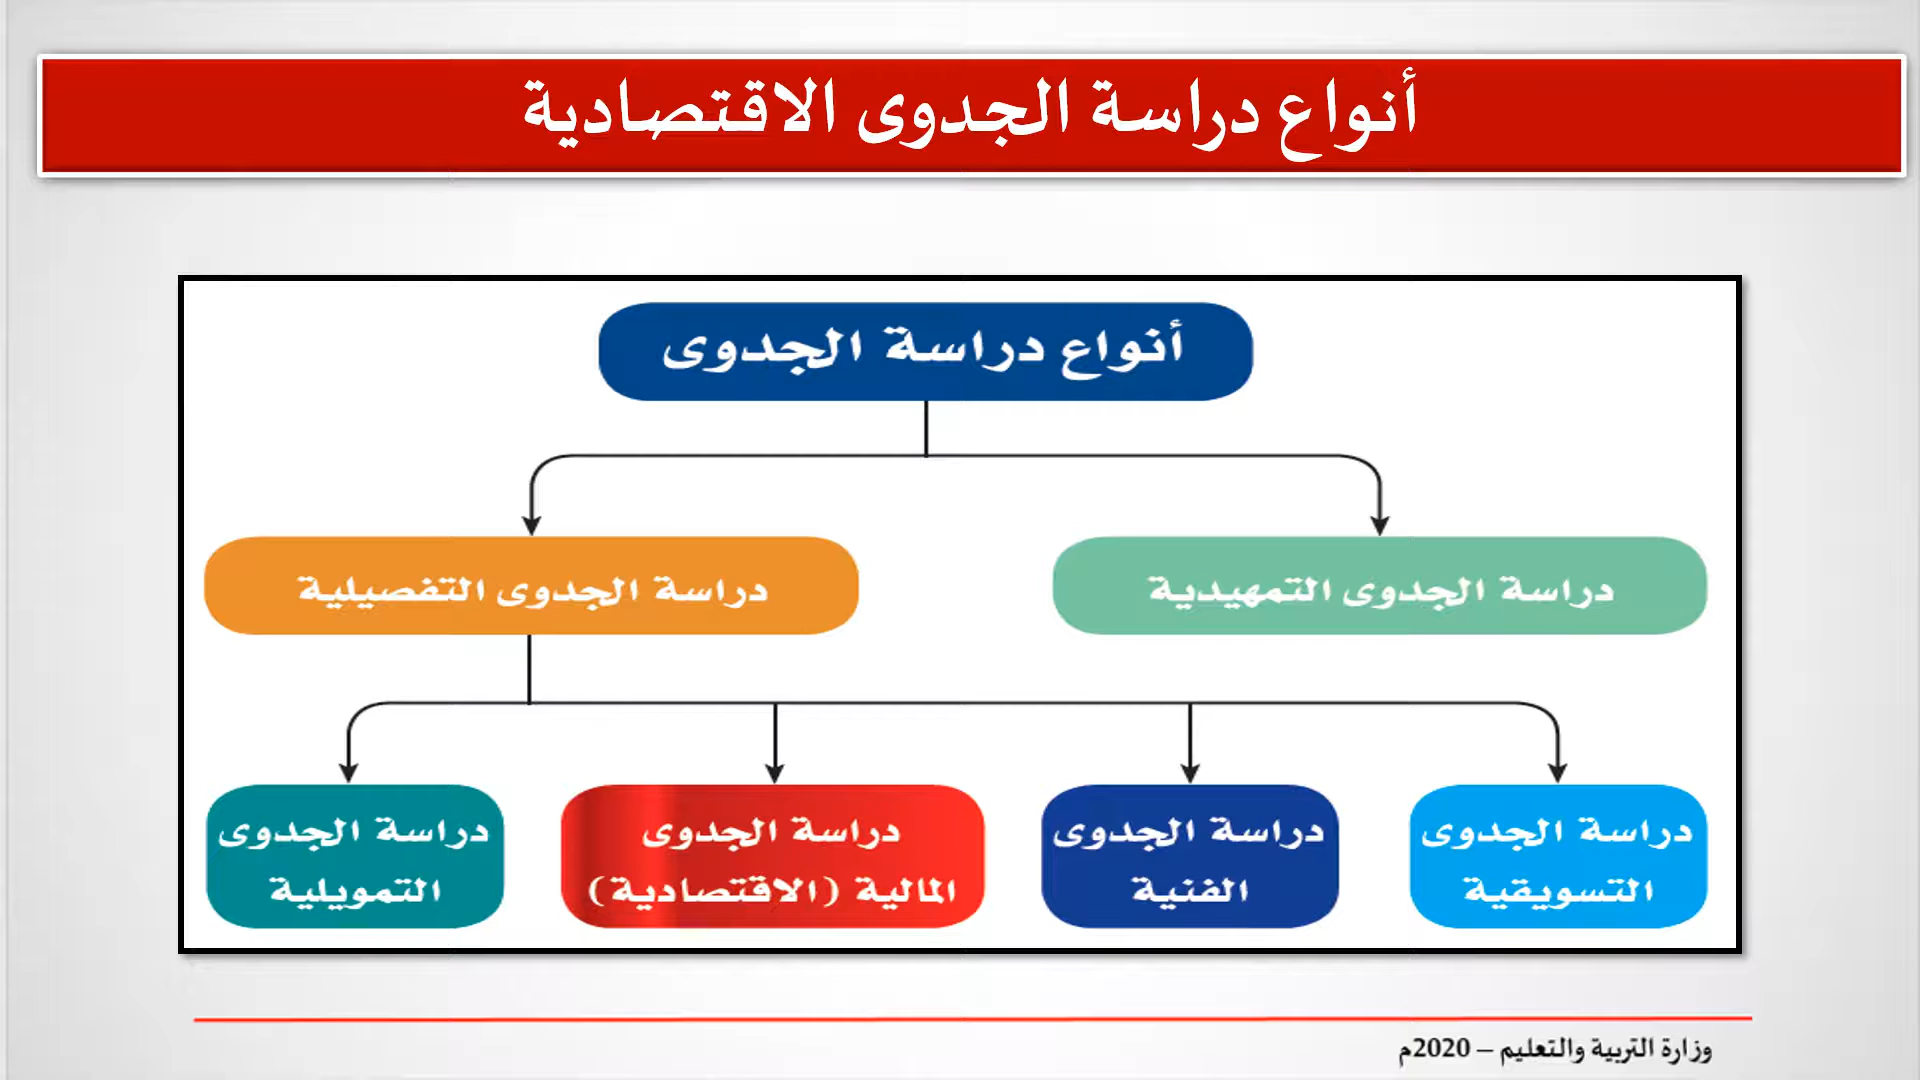 أنواع دراسة الجدوى الاقتصادية
أنواع دراسة الجدوى
دراسة الجدوى التمهيدية
دراسة الجدوى التفصيلية
دراسة الجدوى
التسويقية
دراسة الجدوى
الفنية
دراسة الجدوى
المالية (الاقتصادية)
دراسة الجدوى
التمويلية
وزارة التربية والتعليم – 2020م